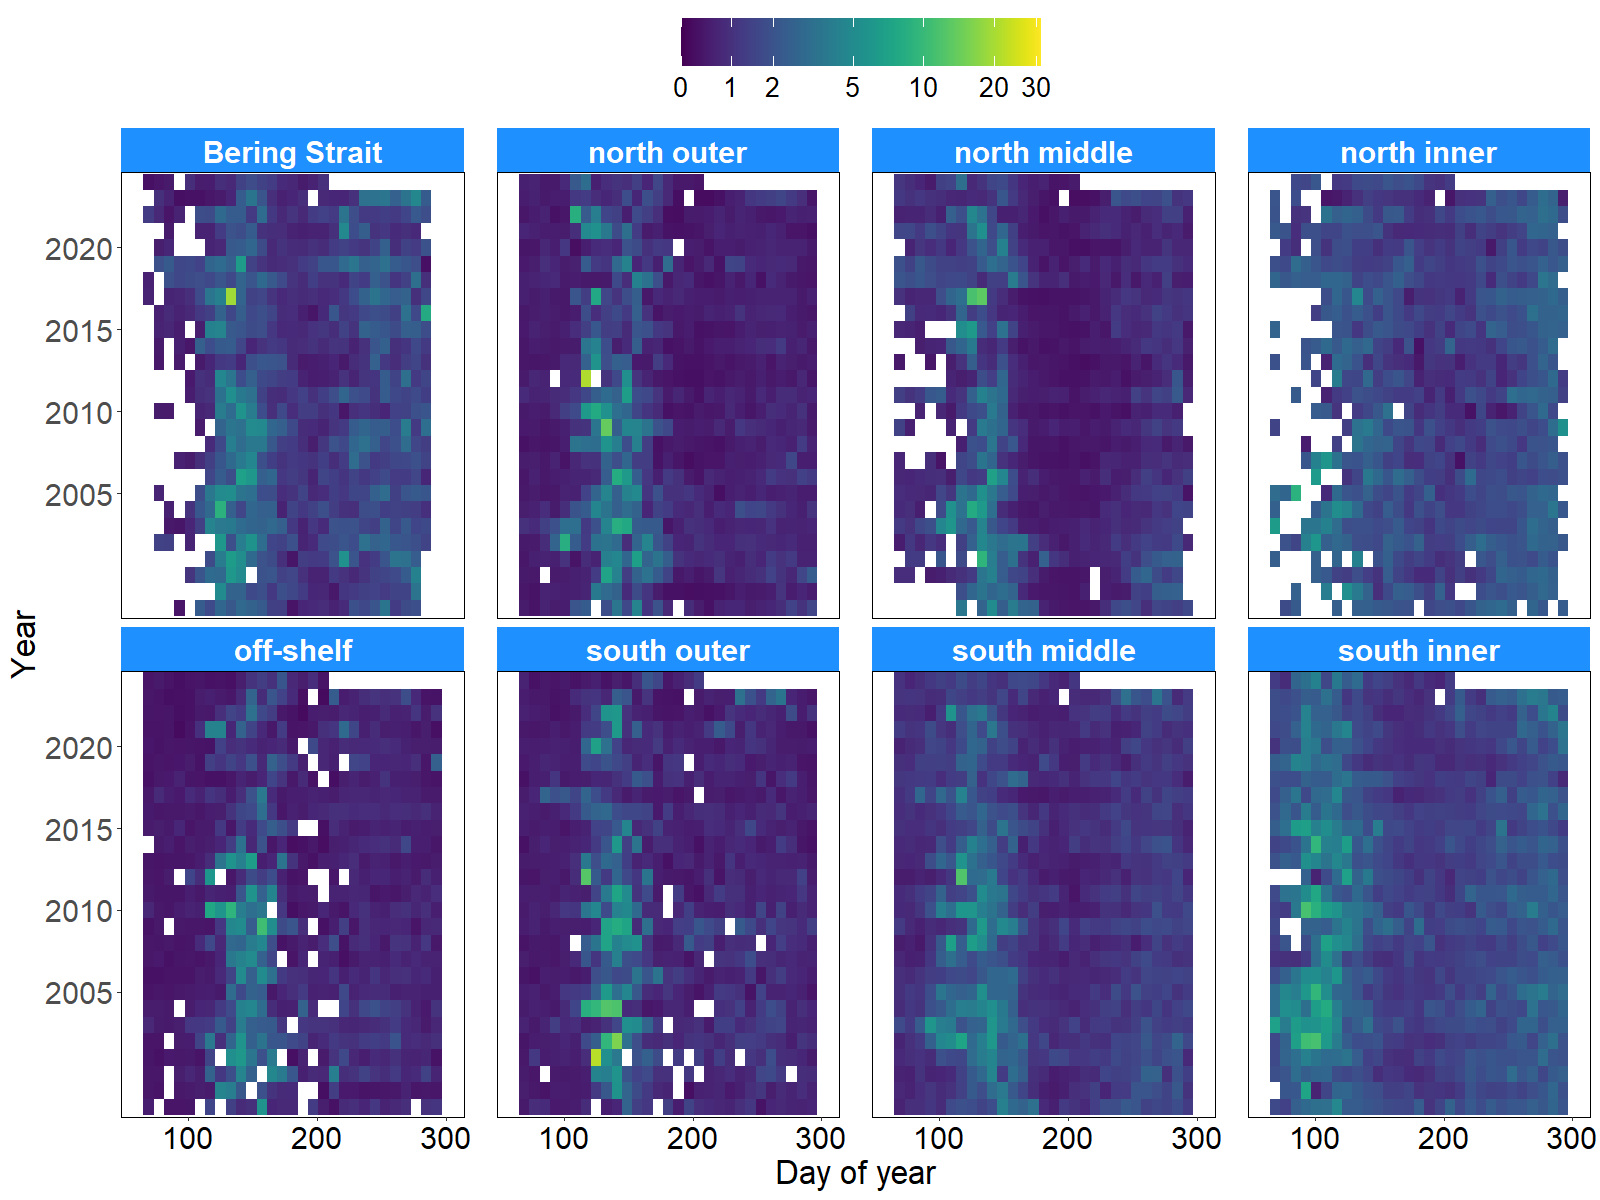 0 1 2 5 10 20 30
Bering Strait north outer north middle north inner
2020
2015
2010
2005
Year
off-shelf south outer south middle south inner
2020
2015
2010
2005
100 200 300 100 200 300 100 200 300 100 200 300
Day of year